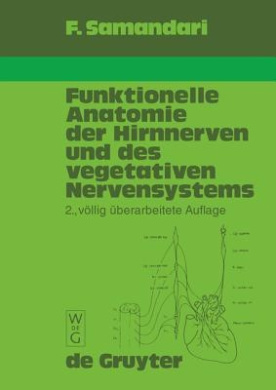 F. Samandari
Funktionelle
Anatomie
der Hirnnerven
und des
vegetativen
Nervensystems
2., völlig überarbeitete Auflage
W
DE
G
de Gruyter